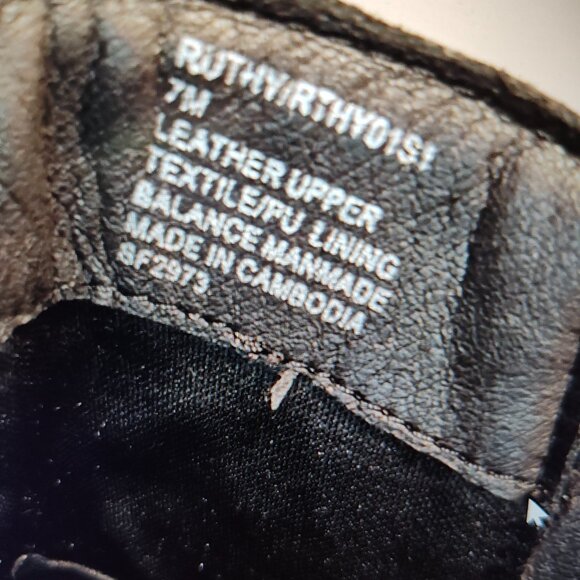 RUTHY/RTHY01S1
7M
LEATHER UPPER
TEXTILE/PU LINING
BALANCE MANMADE
MADE IN CAMBODIA
SF2973